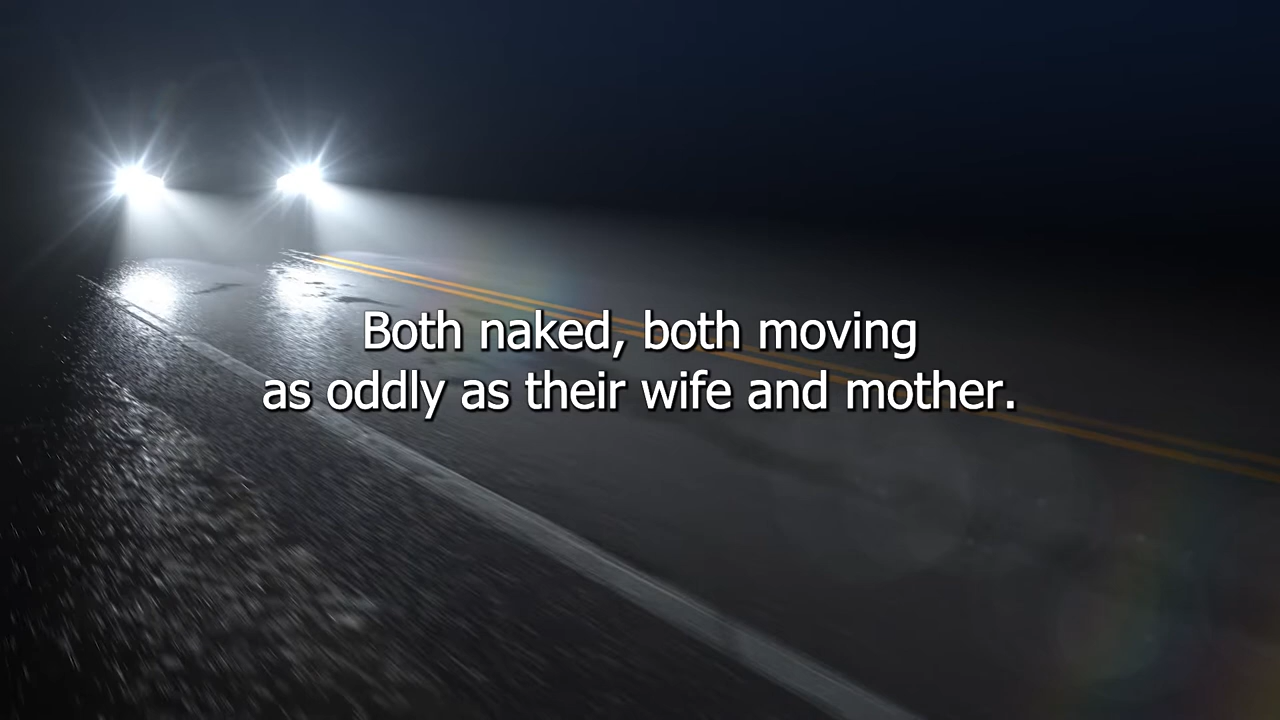 Both naked, both moving
as oddly as their wife and mother.